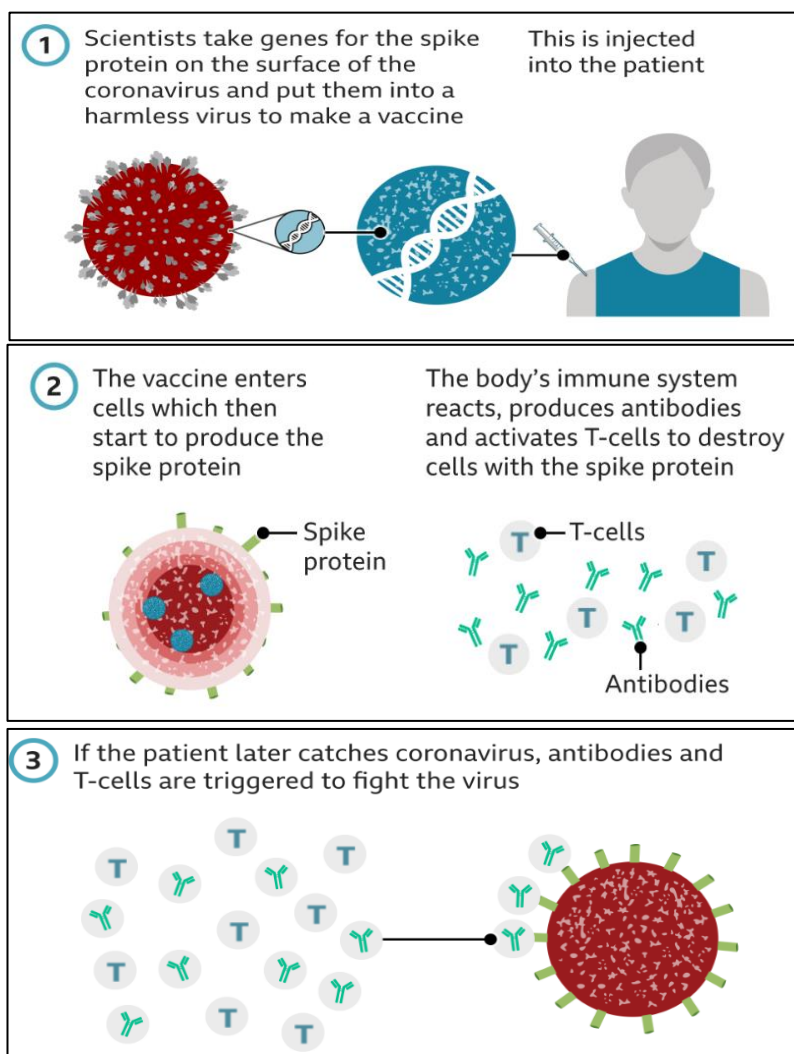 1
Scientists take genes for the spike
protein on the surface of the
coronavirus and put them into a
harmless virus to make a vaccine
This is injected
into the patient
2
The vaccine enters
cells which then
start to produce the
spike protein
The body's immune system
reacts, produces antibodies
and activates T-cells to destroy
cells with the spike protein
Spike
protein
T-cells
T
T
T
T
T
Antibodies
3
If the patient later catches coronavirus, antibodies and
T-cells are triggered to fight the virus
T
T
T
T
T
T
T
T